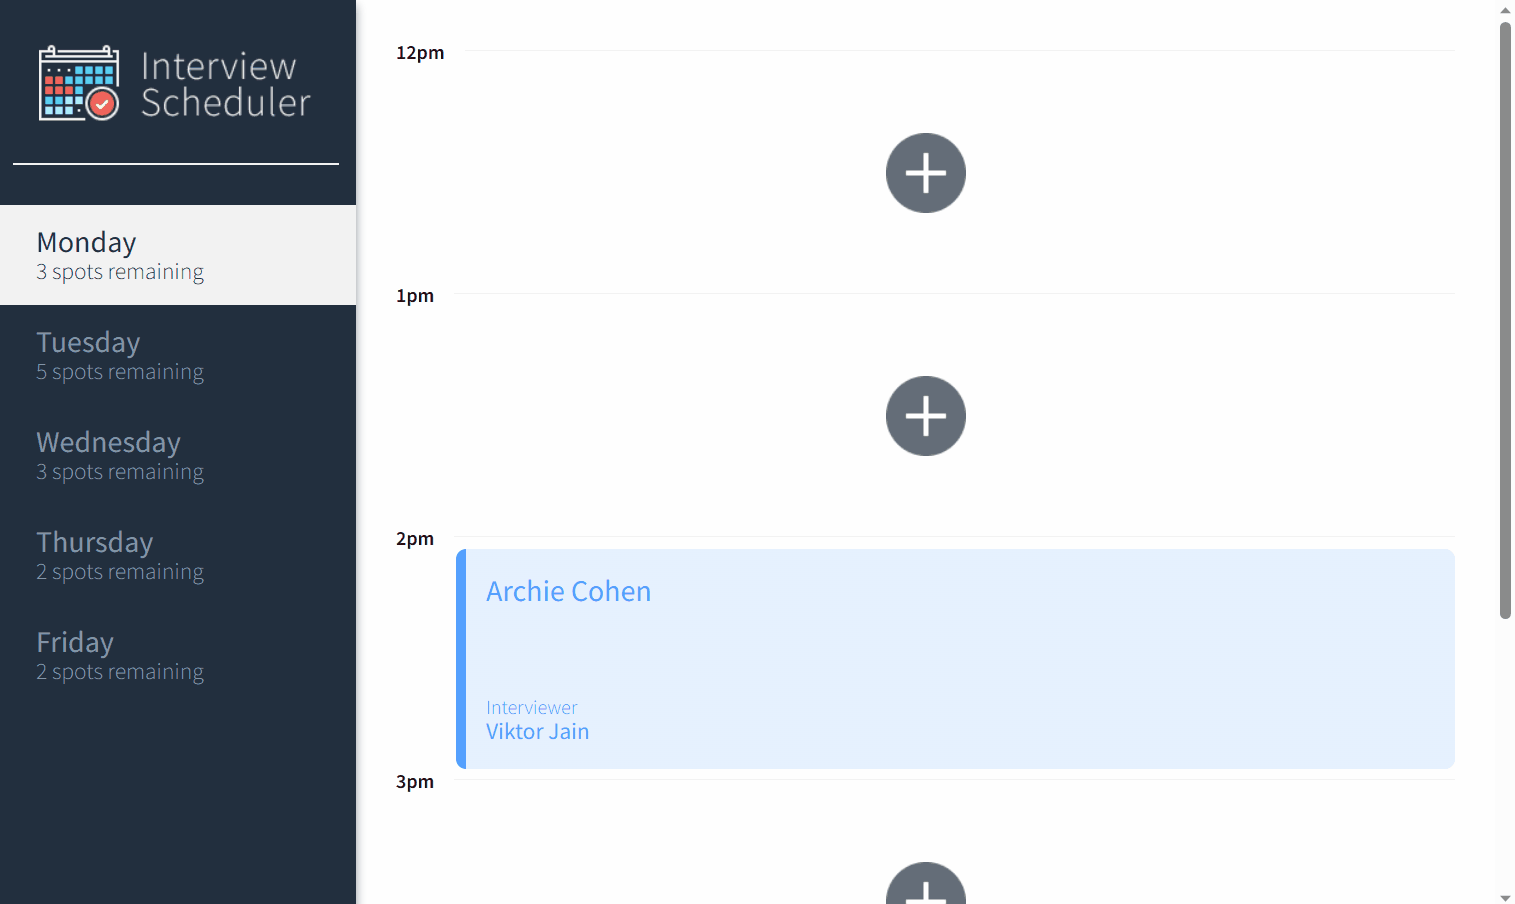 Interview
Scheduler
Monday
3 spots remaining
Tuesday
5 spots remaining
Wednesday
3 spots remaining
Thursday
2 spots remaining
Friday
2 spots remaining
12pm
1pm
2pm
Archie Cohen
Interviewer
Viktor Jain
3pm